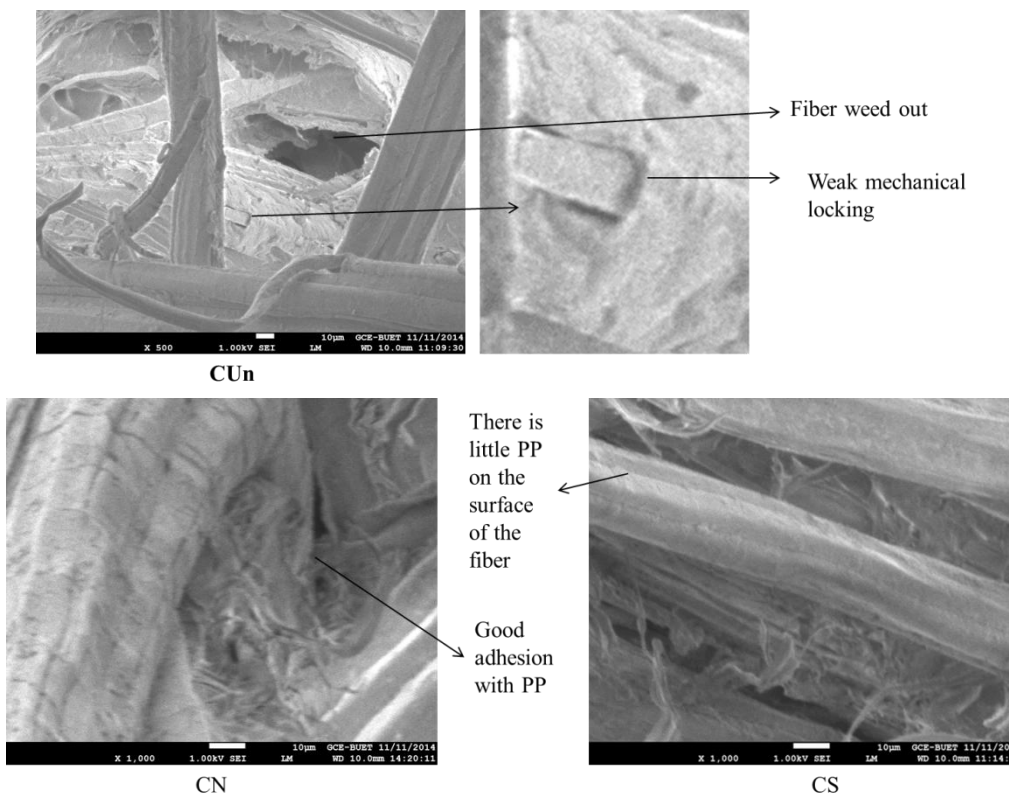 Fiber weed out
Weak mechanical
locking
10µm GCE-BUET 11/11/2014
X 500 1.00kV SEI LM WD 10.0mm 11:09:30
CUn
There is
little PP
on the
surface
of the
fiber
Good
adhesion
with PP
10µm GCE-BUET 11/11/2014
X 1,000 1.00kV SEI LM WD 10.0mm 14:20:11
CN
10µm GCE-BUET 11/11/20
X 1,000 1.00kV SEI LM WD 10.0mm 11:14:
CS